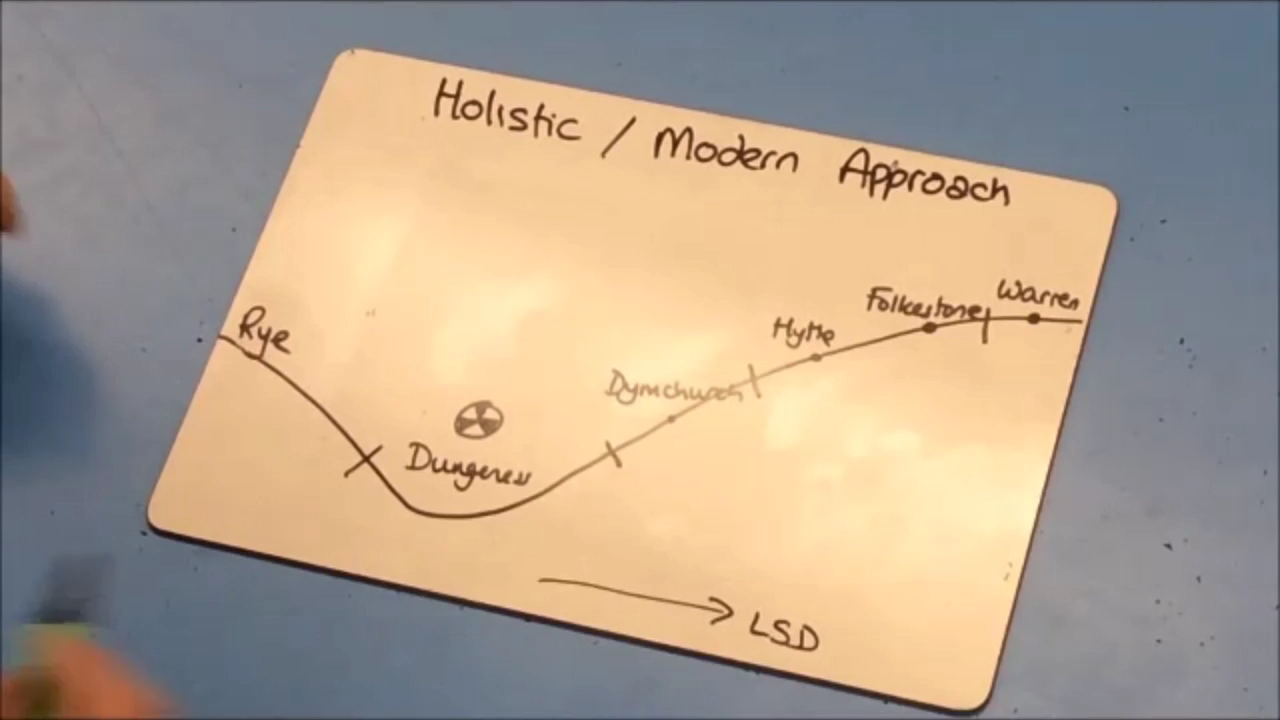 Holistic / Modern Approach
Warren
Folkestone
Hythe
Rye
Dymchurch
Dungeness
LSD